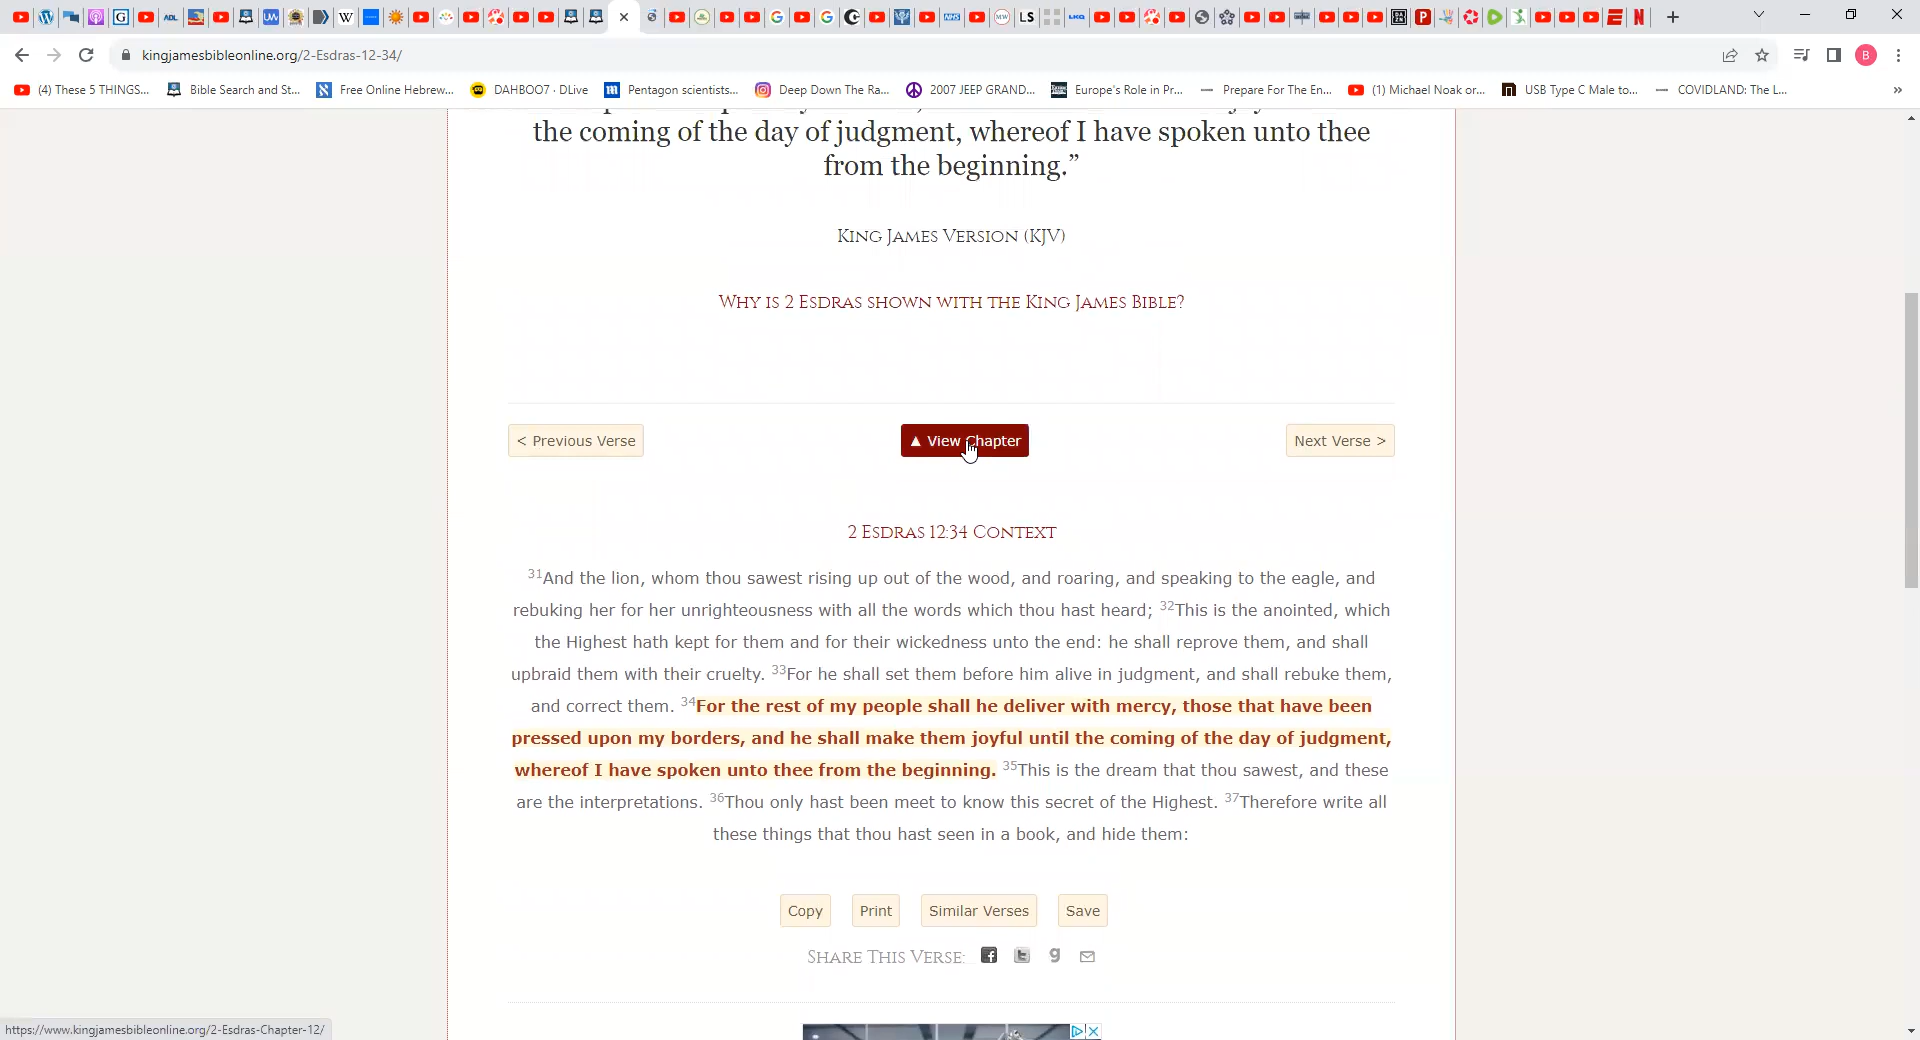 kingjamesbibleonline.org/2-Esdras-12-34/
B
(4) These 5 THINGS...
Bible Search and St...
Free Online Hebrew...
DAHBOO7 - DLive
Pentagon scientists...
Deep Down The Ra...
2007 JEEP GRAND...
Europe's Role in Pr...
Prepare For The En...
(1) Michael Noak or...
USB Type C Male to...
COVIDLAND: The L...
the coming of the day of judgment, whereof I have spoken unto thee
from the beginning.”
King James Version (KJV)
Why is 2 Esdras shown with the King James Bible?
< Previous Verse
▲ View Chapter
Next Verse >
2 Esdras 12:34 Context
31And the lion, whom thou sawest rising up out of the wood, and roaring, and speaking to the eagle, and
rebuking her for her unrighteousness with all the words which thou hast heard; 32This is the anointed, which
the Highest hath kept for them and for their wickedness unto the end: he shall reprove them, and shall
upbraid them with their cruelty. 33For he shall set them before him alive in judgment, and shall rebuke them,
and correct them. 34For the rest of my people shall he deliver with mercy, those that have been
pressed upon my borders, and he shall make them joyful until the coming of the day of judgment,
whereof I have spoken unto thee from the beginning. 35This is the dream that thou sawest, and these
are the interpretations. 36Thou only hast been meet to know this secret of the Highest. 37Therefore write all
these things that thou hast seen in a book, and hide them:
Copy
Print
Similar Verses
Save
Share This Verse:
https://www.kingjamesbibleonline.org/2-Esdras-Chapter-12/